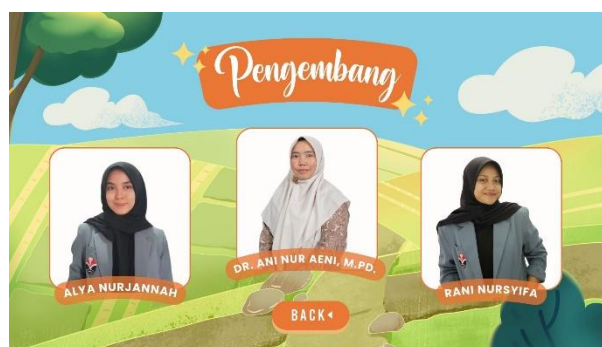 Pengembang
ALYA NURJANNAH
DR. ANI NUR AENI, M.PD.
RANI NURSYIFA
BACK